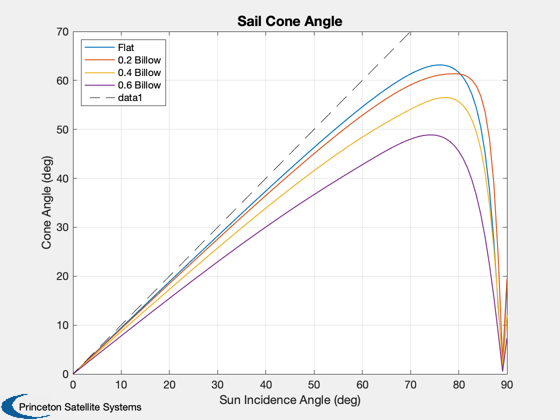 Sail Cone Angle
70
60
50
40
30
20
10
0
Cone Angle (deg)
Flat
0.2 Billow
0.4 Billow
0.6 Billow
data1
0 10 20 30 40 50 60 70 80 90
Sun Incidence Angle (deg)
Princeton Satellite Systems